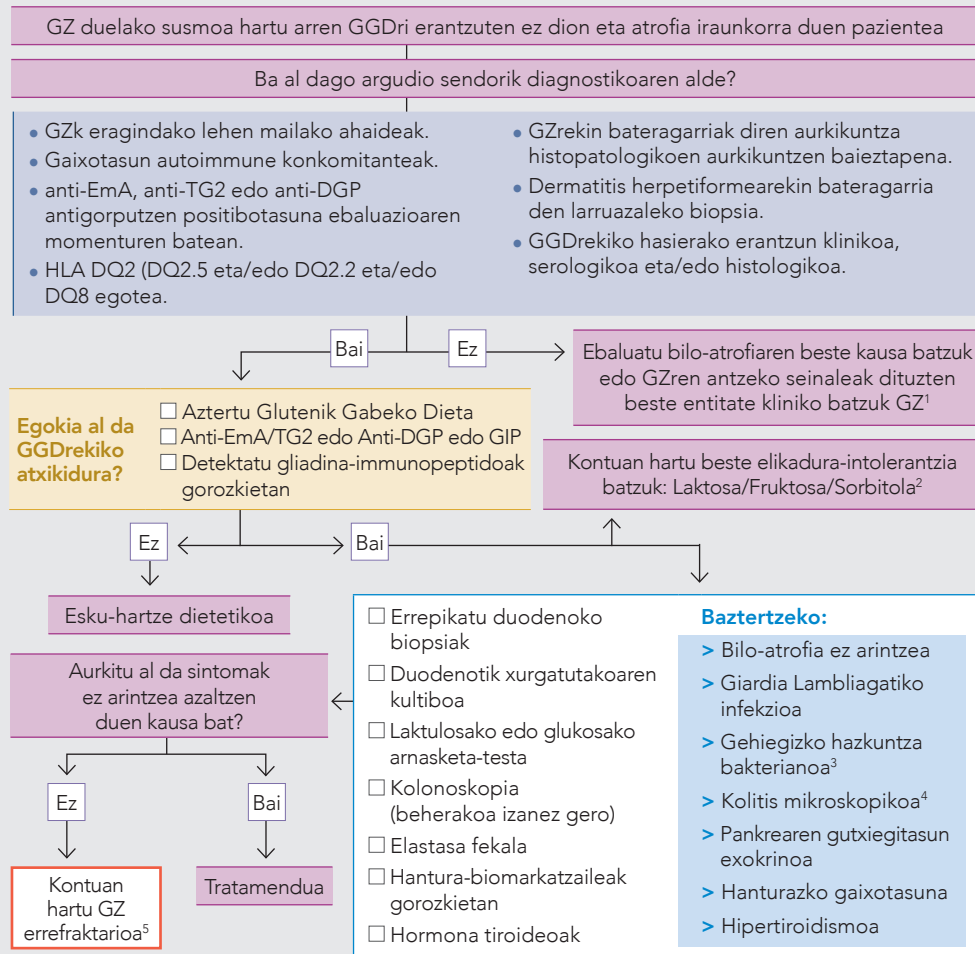 GZ duelako susmoa hartu arren GGDri erantzuten ez dion eta atrofia iraunkorra duen pazientea
Ba al dago argudio sendorik diagnostikoaren alde?
• GZk eragindako lehen mailako ahaideak.
• Gaixotasun autoimmune konkomitanteak.
• anti-EmA, anti-TG2 edo anti-DGP
antigorputzen positibotasuna ebaluazioaren
momenturen batean.
• HLA DQ2 (DQ2.5 eta/edo DQ2.2 eta/edo
DQ8 egotea.
• GZrekin bateragarriak diren aurkikuntza
histopatologikoen aurkikuntzen baieztapena.
• Dermatitis herpetiformearekin bateragarria
den larruazaleko biopsia.
• GGDrekiko hasierako erantzun klinikoa,
serologikoa eta/edo histologikoa.
Bai
Ez
Ebaluatu bilo-atrofiaren beste kausa batzuk
edo GZren antzeko seinaleak dituzten
beste entitate kliniko batzuk GZ¹
Egokia al da
GGDrekiko
atxikidura?
☐ Aztertu Glutenik Gabeko Dieta
☐ Anti-EmA/TG2 edo Anti-DGP edo GIP
☐ Detektatu gliadina-immunopeptidoak
gorozkietan
Kontuan hartu beste elikadura-intolerantzia
batzuk: Laktosa/Fruktosa/Sorbitola²
Ez
Bai
Esku-hartze dietetikoa
Aurkitu al da sintomak
ez arintzea azaltzen
duen kausa bat?
Ez
Bai
Kontuan
hartu GZ
errefraktarioa⁵
Tratamendua
☐ Errepikatu duodenoko
biopsiak
☐ Duodenotik xurgatutakoaren
kultiboa
☐ Laktulosako edo glukosako
arnasketa-testa
☐ Kolonoskopia
(beherakoa izanez gero)
☐ Elastasa fekala
☐ Hantura-biomarkatzaileak
gorozkietan
☐ Hormona tiroideoak
Baztertzeko:
> Bilo-atrofia ez arintzea
> Giardia Lambliagatiko
infekzioa
> Gehiegizko hazkuntza
bakterianoa³
> Kolitis mikroskopikoa⁴
> Pankrearen gutxiegitasun
exokrinoa
> Hanturazko gaixotasuna
> Hipertiroidismoa